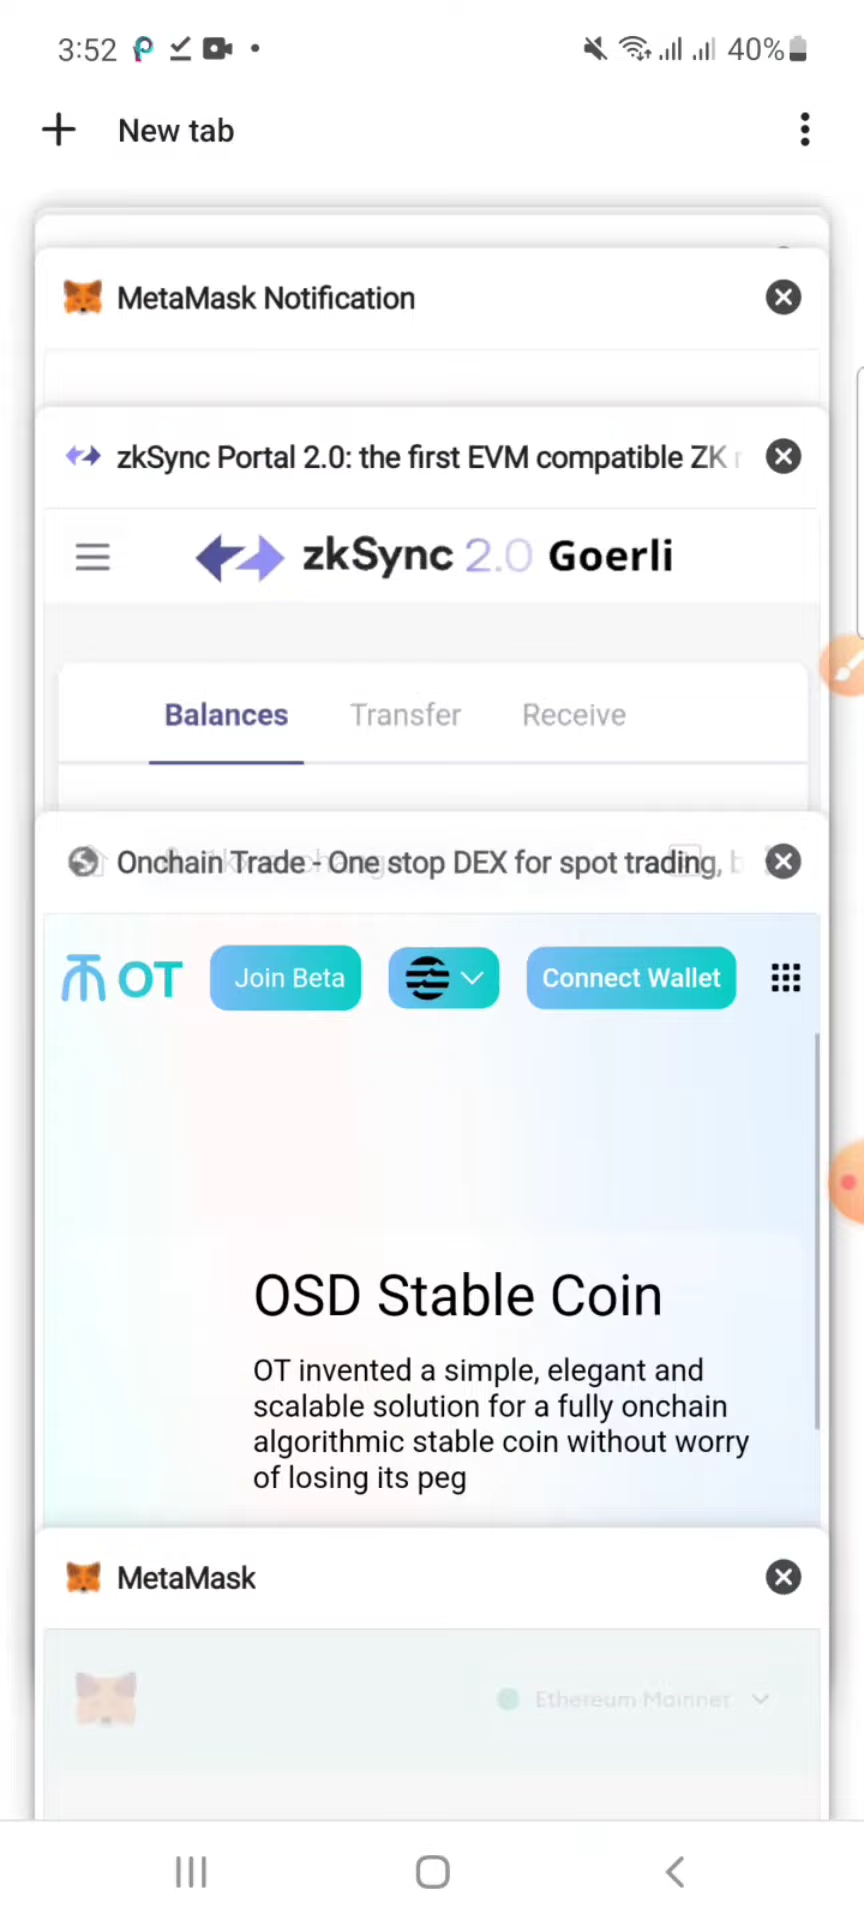 3:52
40%
New tab
MetaMask Notification
zkSync Portal 2.0: the first EVM compatible ZK
zkSync 2.0 Goerli
Balances Transfer Receive
Onchain Trade - One stop DEX for spot trading, b
OT Join Beta Connect Wallet
OSD Stable Coin
OT invented a simple, elegant and
scalable solution for a fully onchain
algorithmic stable coin without worry
of losing its peg
MetaMask
Ethereum Mainnet